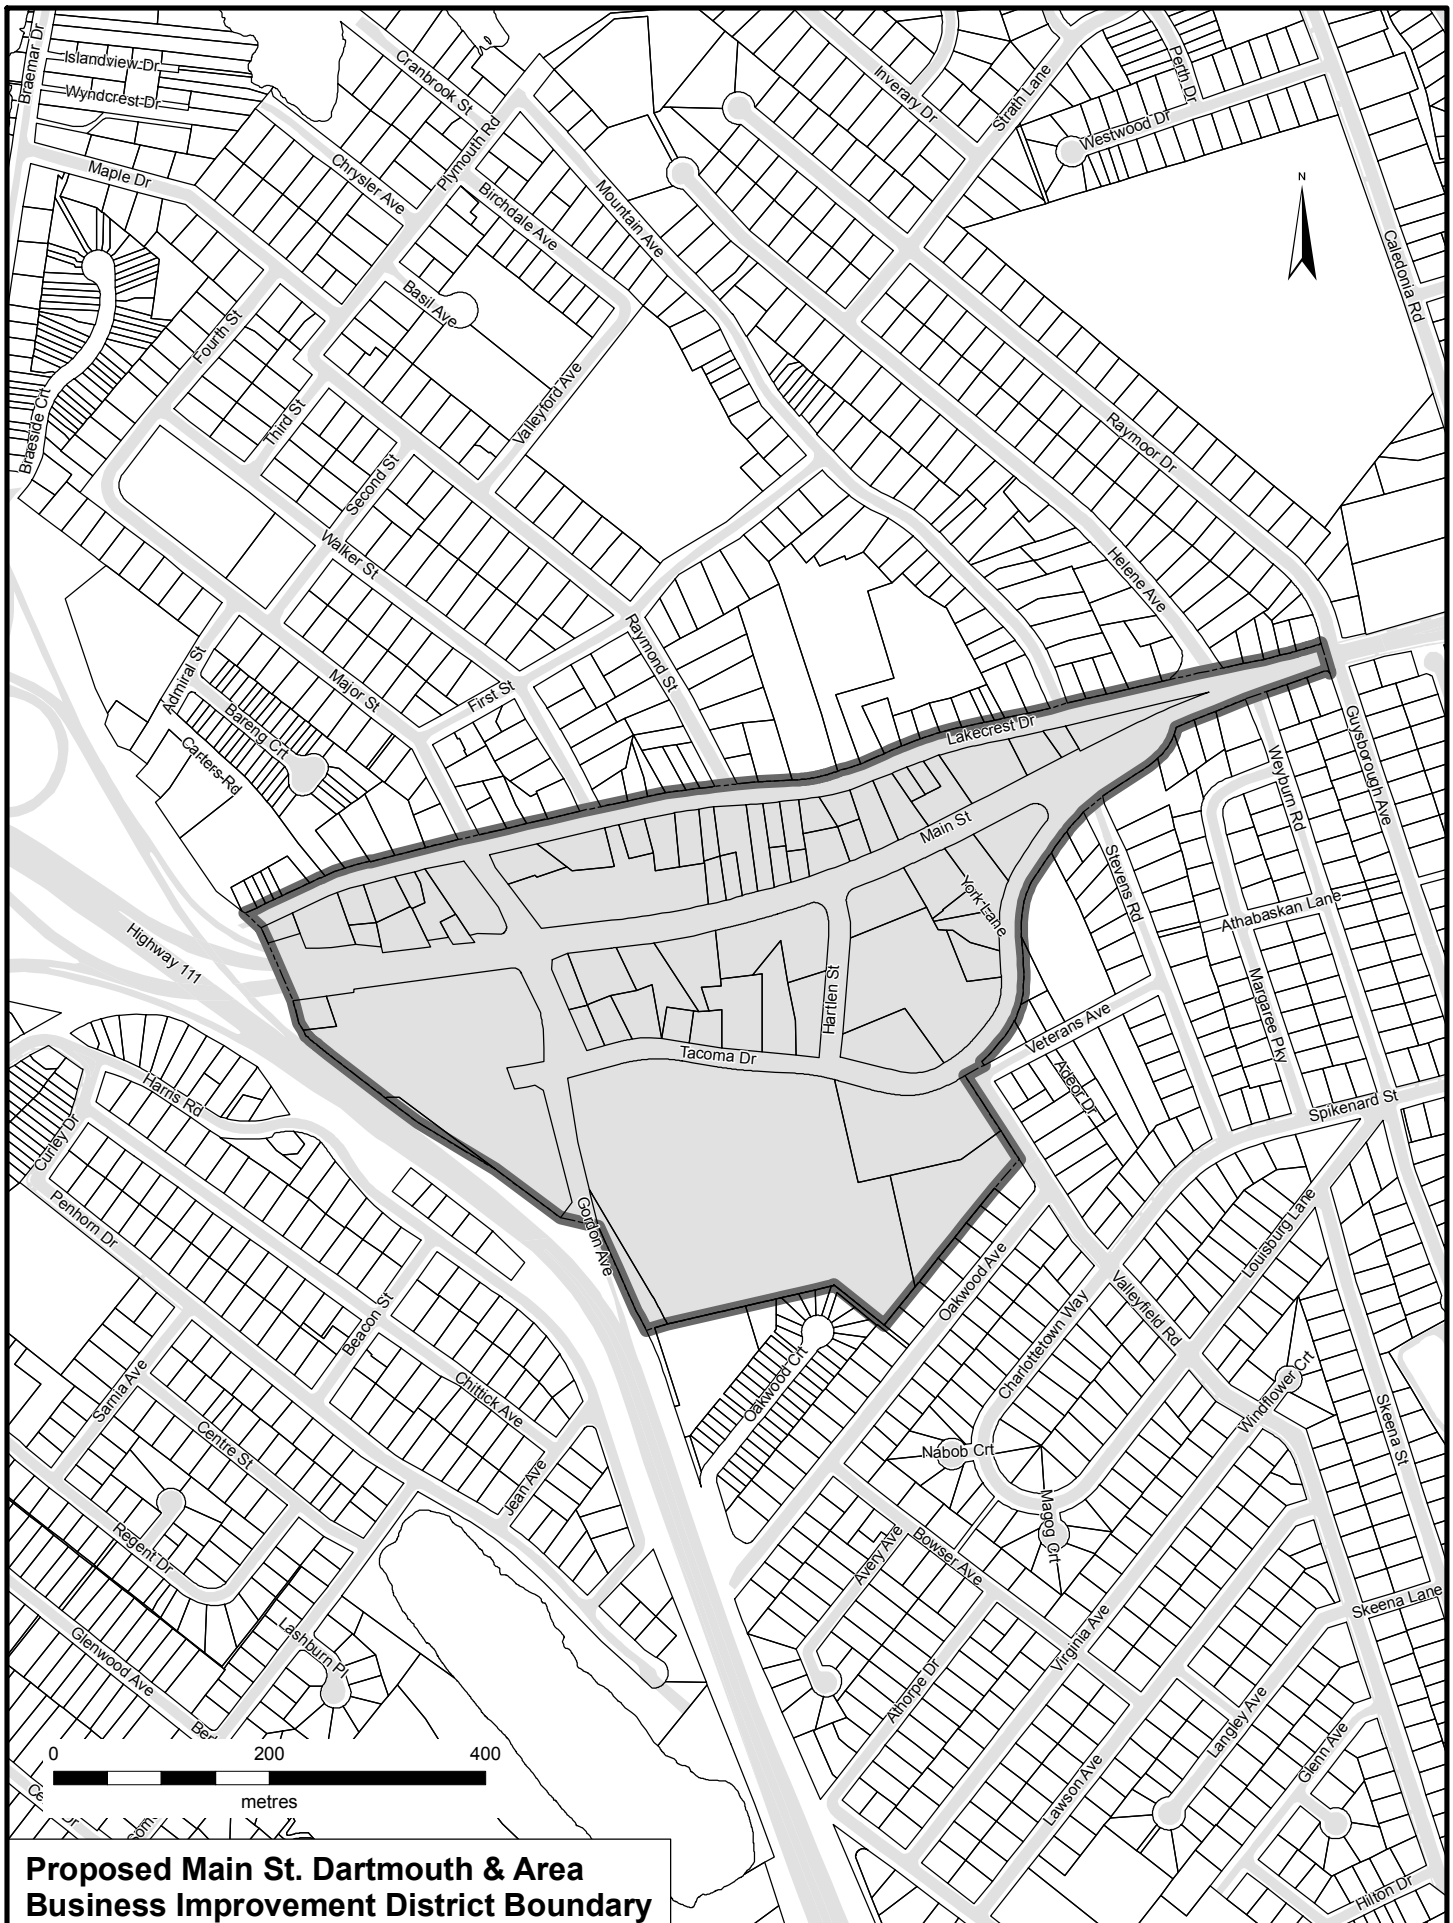 Braemar Dr
Islandview Dr
Wyndcrest Dr
Maple Dr
Cranbrook St
Plymouth Rd
Chrysler Ave
Birchdale Ave
Mountain Ave
Inverary Dr
Strath Lane
Perth Dr
Westwood Dr
N
Caledonia Rd
Basil Ave
Fourth St
Third St
Valleyford Ave
Braeside Crt
Second St
Walker St
Raymoor Dr
Helene Ave
Admiral St
Major St
First St
Raymond St
Bareng Crt
Carters Rd
Lakecrest Dr
Guysborough Ave
Weyburn Rd
Main St
York Lane
Stevens Rd
Athabaskan Lane
Highway 111
Hartlen St
Margaree Pky
Veterans Ave
Tacoma Dr
Adeor Dr
Spikenard St
Harris Rd
Curley Dr
Penhorn Dr
Gordon Ave
Oakwood Ave
Louisburg Lane
Valleyfield Rd
Charlottetown Way
Beacon St
Oakwood Crt
Sarnia Ave
Chittick Ave
Centre St
Windflower Crt
Skeena St
Nabob Crt
Jean Ave
Magog Crt
Regent Dr
Avery Ave
Bowser Ave
Skeena Lane
Lashburn Pl
Glenwood Ave
Virginia Ave
Athorpe Dr
Langley Ave
Glenn Ave
Lawson Ave
Hilton Dr
0 200 400
metres
Proposed Main St. Dartmouth & Area
Business Improvement District Boundary